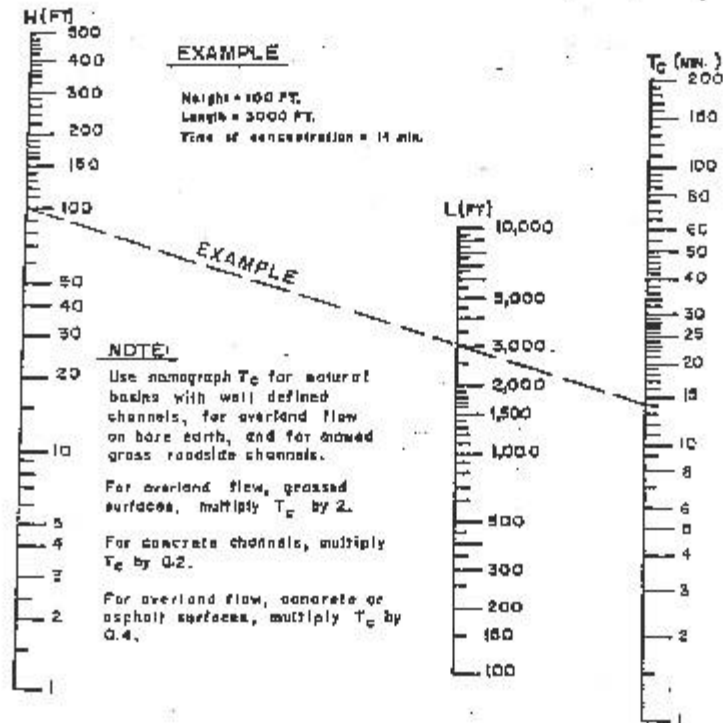 H (FT)
500
400
300
200
150
100
50
40
30
20
10
5
4
3
2
1
EXAMPLE
Height = 100 FT.
Length = 3000 FT.
Time of concentration = 14 min.
EXAMPLE
NOTE:
Use nomograph Tc for natural
basins with well defined
channels, for overland flow
on bare earth, and for mowed
grass roadside channels.
For overland flow, grassed
surfaces, multiply Tc by 2.
For concrete channels, multiply
Tc by 0.2.
For overland flow, concrete or
asphalt surfaces, multiply Tc by
0.4.
L (FT)
10,000
5,000
3,000
2,000
1,500
1,000
500
300
200
150
100
Tc (MIN.)
200
150
100
80
60
50
40
30
25
20
15
10
8
6
5
4
3
2
1